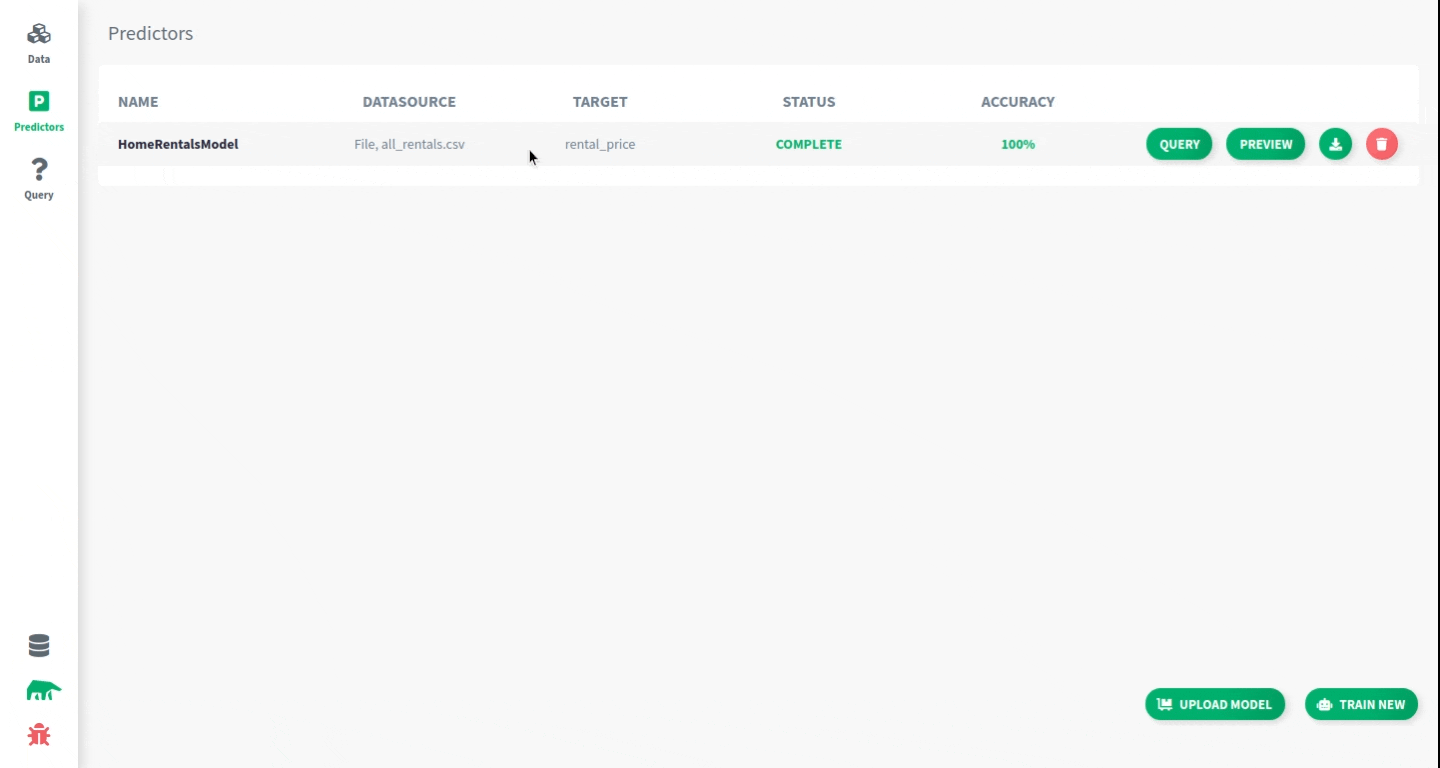 Data
Predictors
Query
Predictors
NAME DATASOURCE TARGET STATUS ACCURACY
HomeRentalsModel File, all_rentals.csv rental_price COMPLETE 100% QUERY PREVIEW
UPLOAD MODEL TRAIN NEW